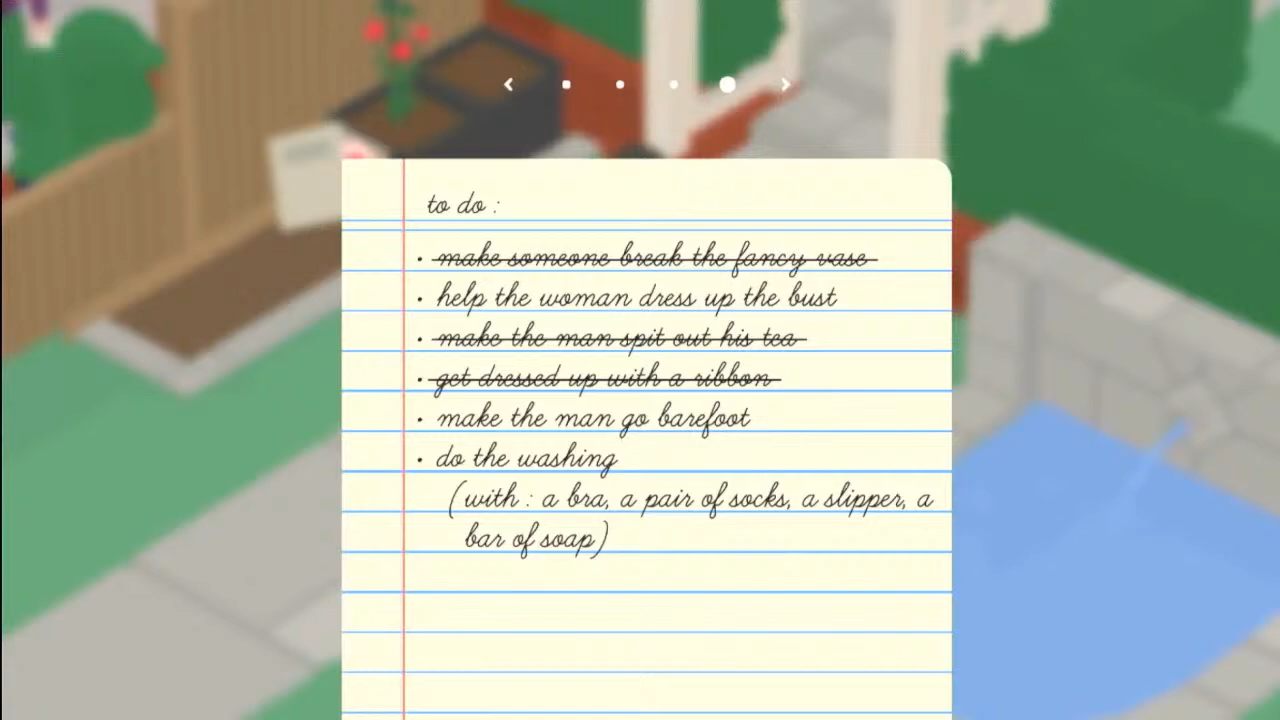 to do :
• make someone break the fancy vase
• help the woman dress up the bust
• make the man spit out his tea
• get dressed up with a ribbon
• make the man go barefoot
• do the washing
(with : a bra, a pair of socks, a slipper, a
bar of soap)